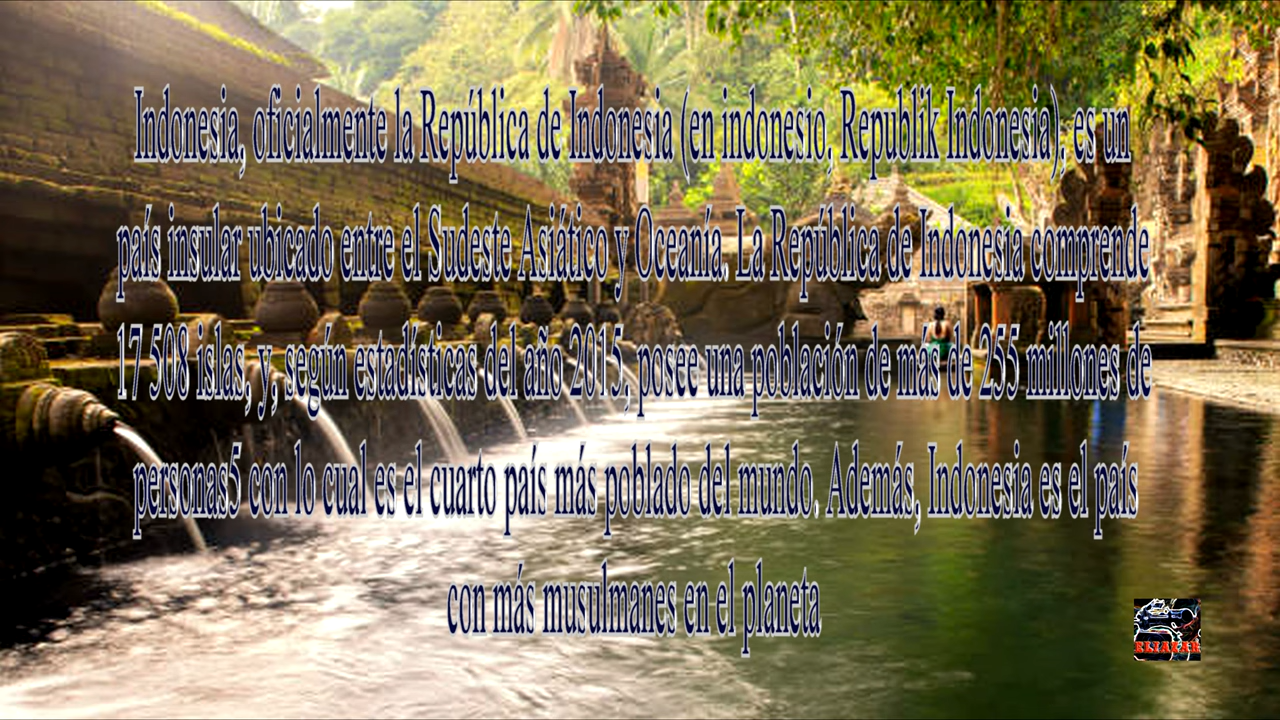 Indonesia, oficialmente la República de Indonesia (en indonesio, Republik Indonesia), es un
país insular ubicado entre el Sudeste Asiático y Oceanía. La República de Indonesia comprende
17 508 islas, y, según estadísticas del año 2015, posee una población de más de 255 millones de
personas5 con lo cual es el cuarto país más poblado del mundo. Además, Indonesia es el país
con más musulmanes en el planeta
ELIAZAR